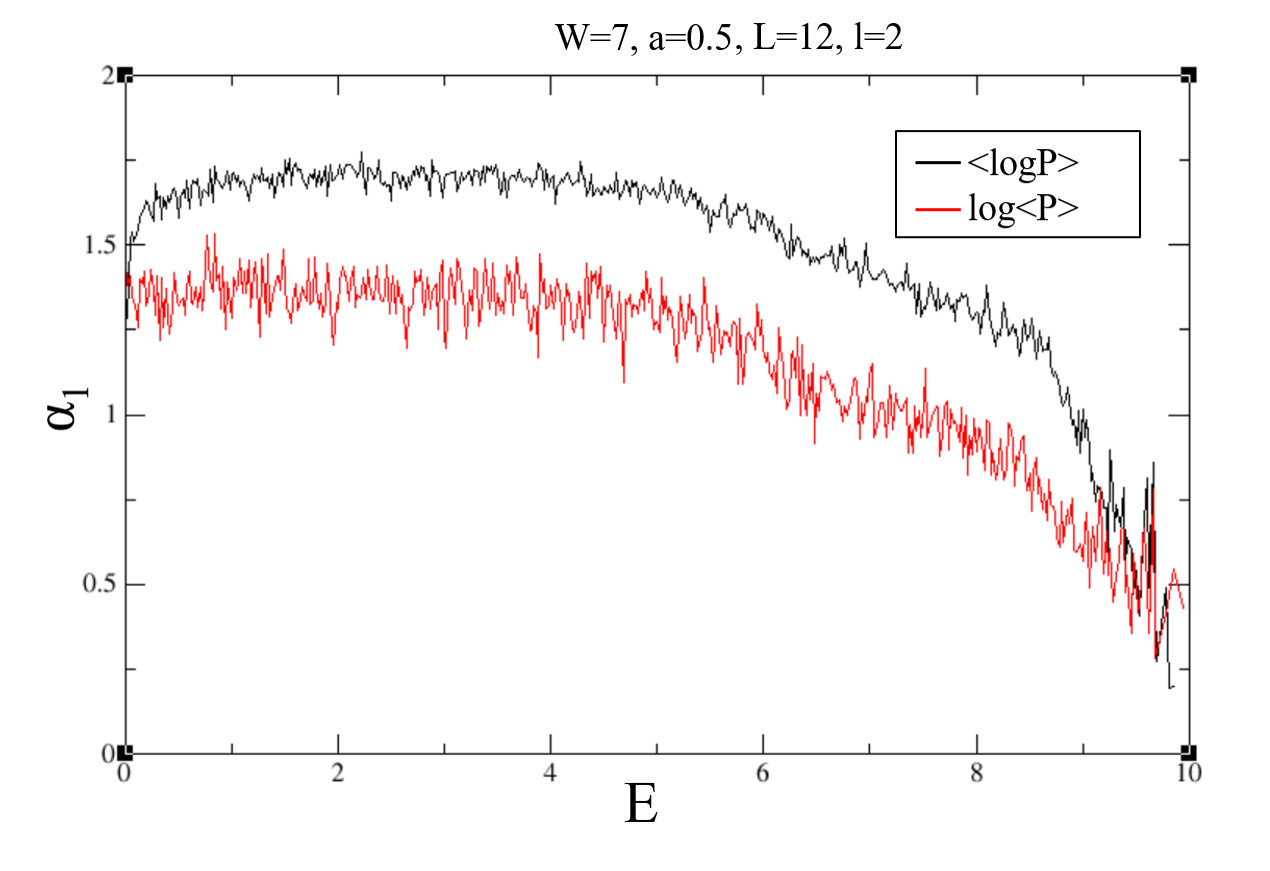 W=7, a=0.5, L=12, l=2
2
<logP>
log<P>
1.5
α1
1
0.5
0
0 2 4 6 8 10
E